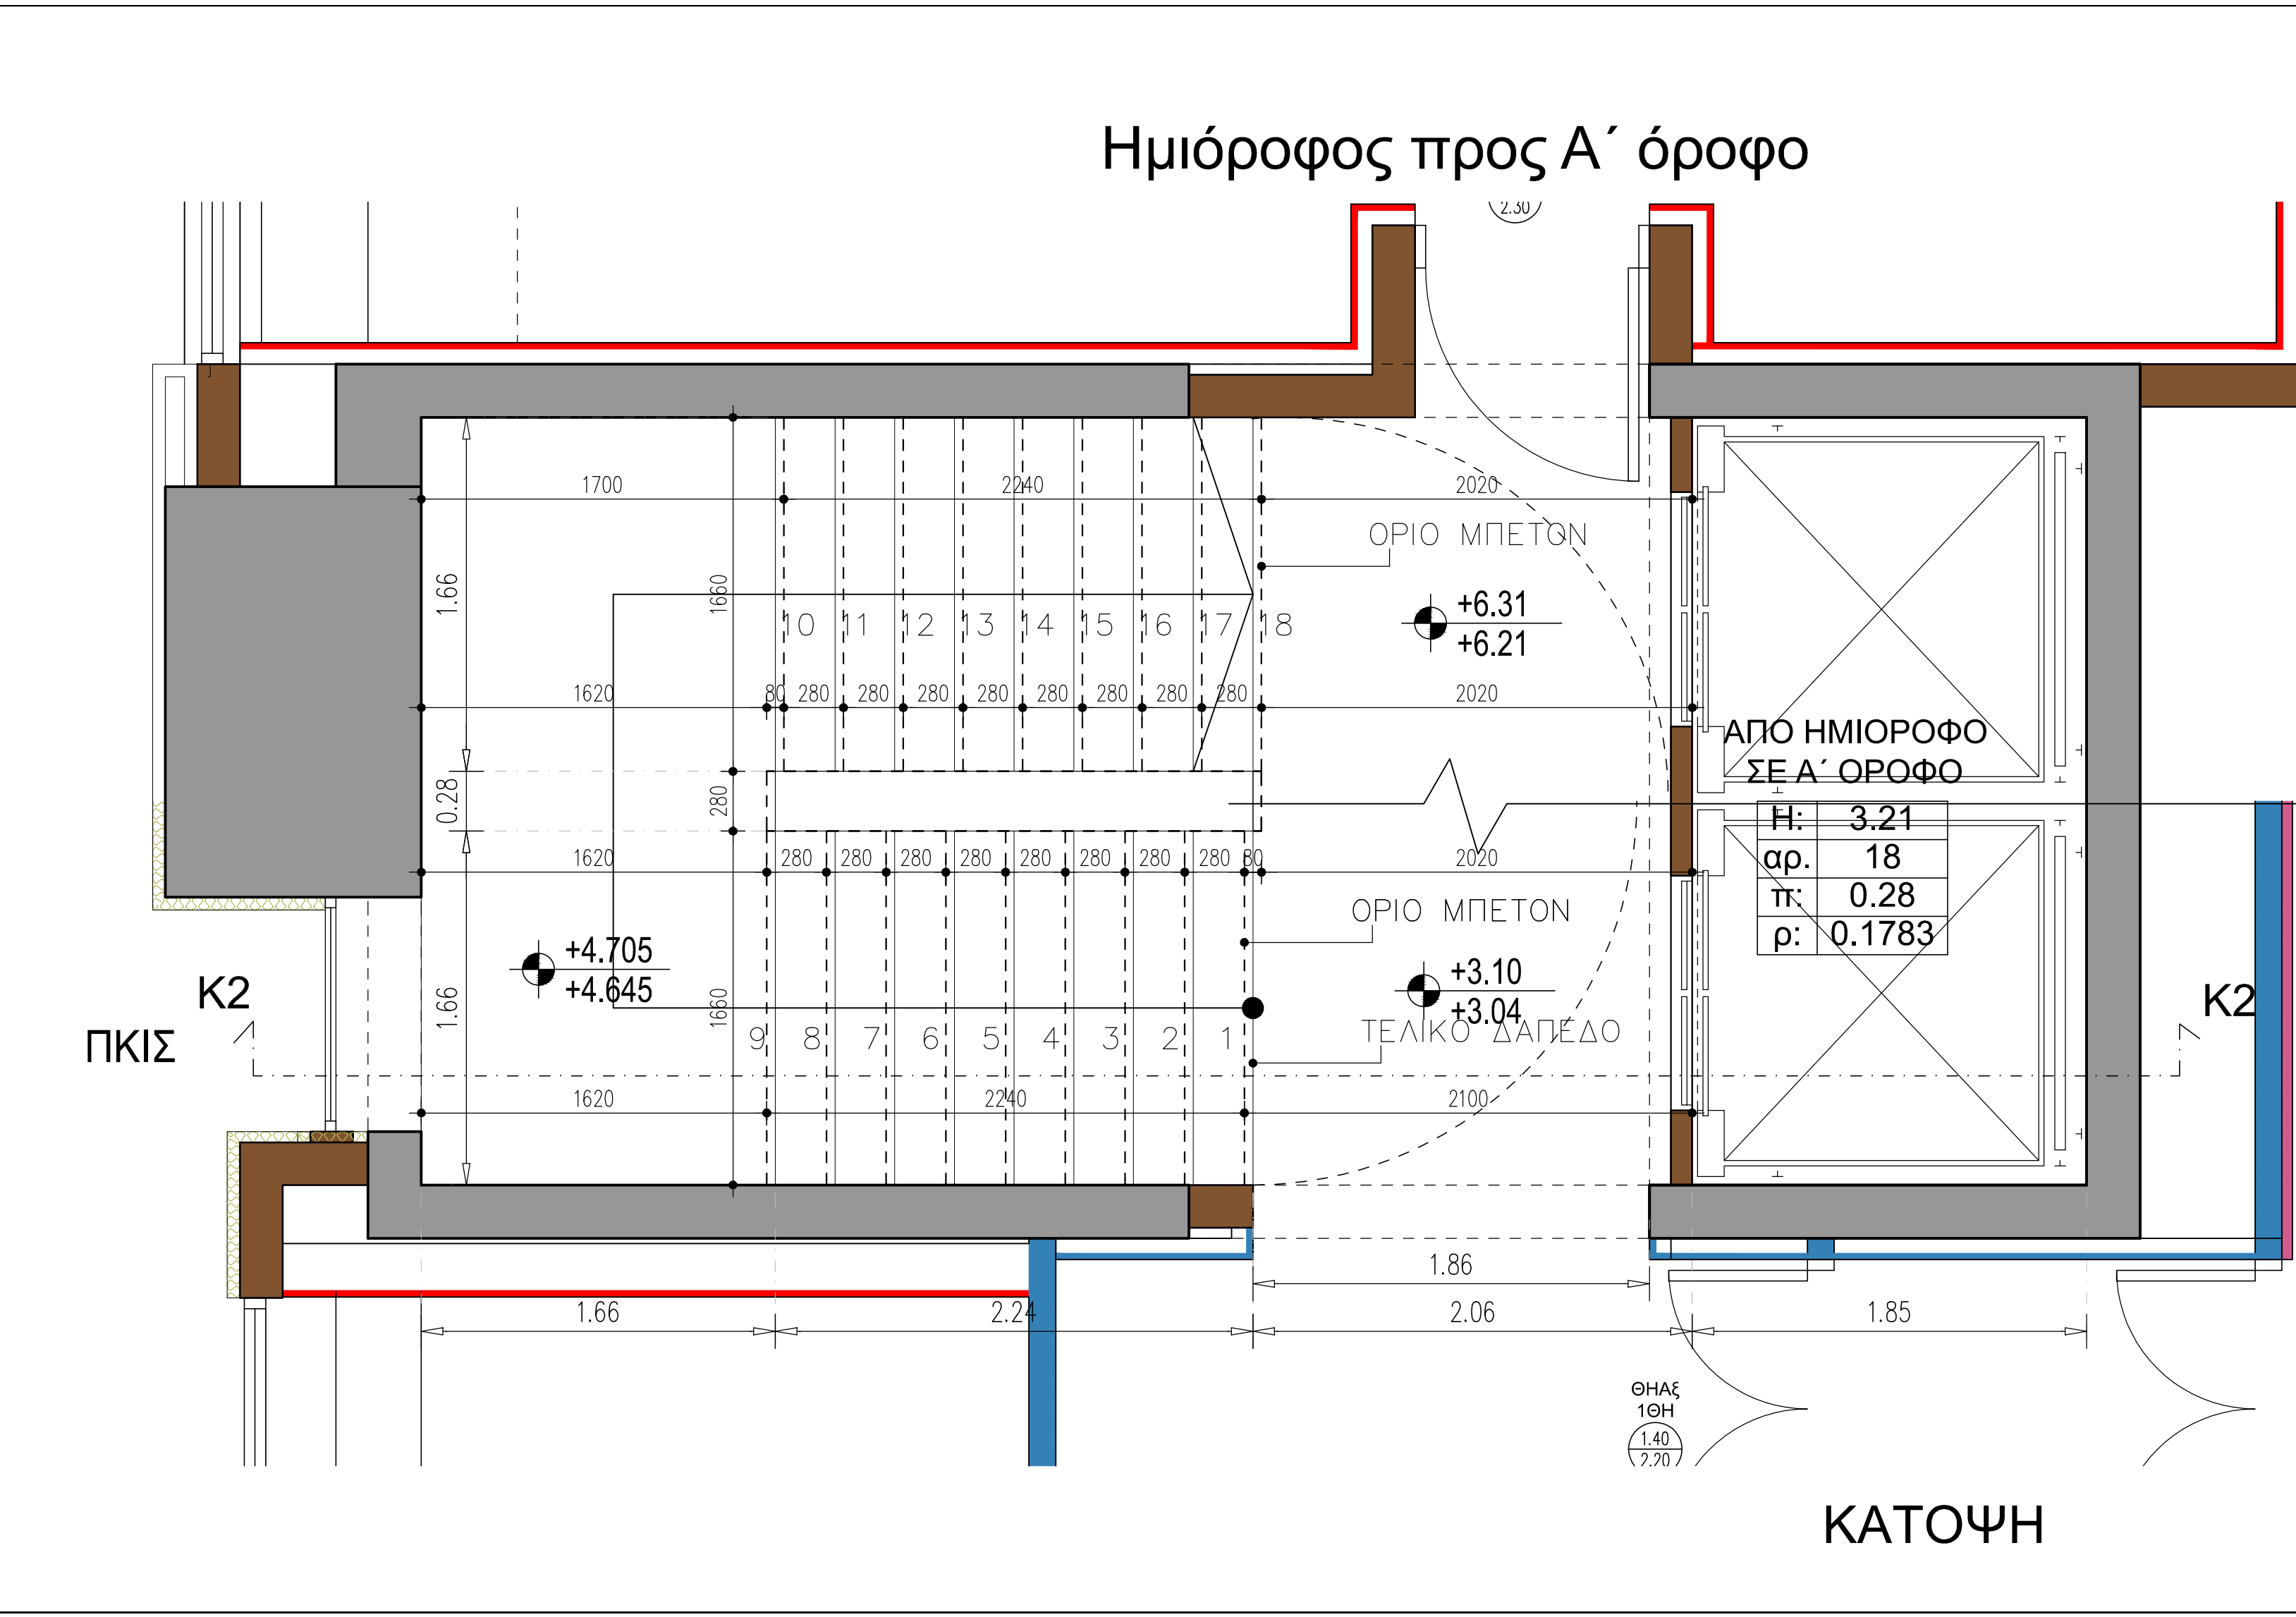 Ημιόροφος προς Α΄ όροφο
2.30
1700
2240
2020
ΟΡΙΟ ΜΠΕΤΟΝ
1.66
1660
+6.31
+6.21
10 11 12 13 14 15 16 17 18
1620
80 280 280 280 280 280 280 280 280
2020
ΑΠΟ ΗΜΙΟΡΟΦΟ
ΣΕ Α΄ ΟΡΟΦΟ
0.28
280
Η: 3.21
αρ. 18
π: 0.28
ρ: 0.1783
1620
280 280 280 280 280 280 280 280 80
2020
ΟΡΙΟ ΜΠΕΤΟΝ
+4.705
+4.645
+3.10
+3.04
Κ2
Κ2
1.66
1660
ΠΚΙΣ
9 8 7 6 5 4 3 2 1
ΤΕΛΙΚΟ ΔΑΠΕΔΟ
1620
2240
2100
1.86
1.66
2.24
2.06
1.85
ΘΗΑξ
1ΘΗ
1.40
2.20
ΚΑΤΟΨΗ